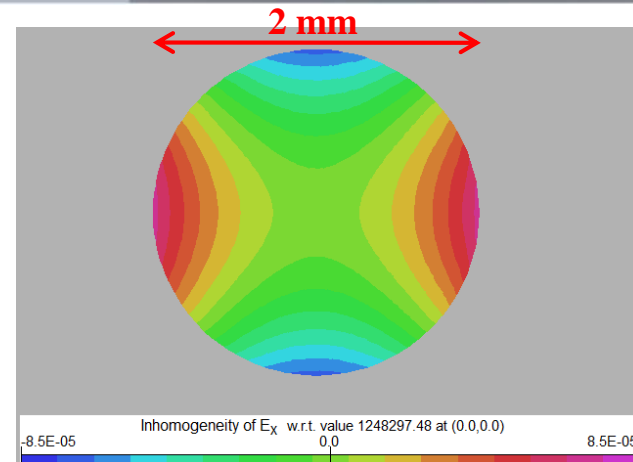 2 mm
Inhomogeneity of EX w.r.t. value 1248297.48 at (0.0,0.0)
-8.5E-05 0.0 8.5E-05